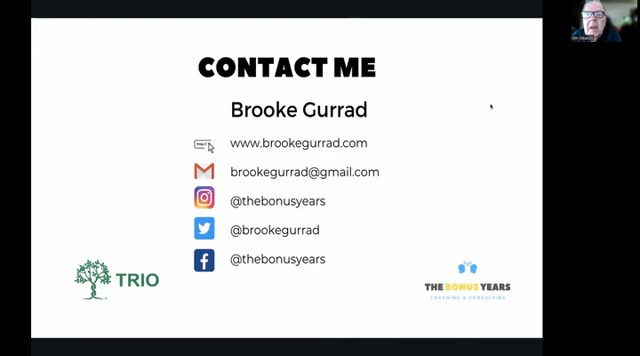 CONTACT ME
Brooke Gurrad
www.brookegurrad.com
brookegurrad@gmail.com
@thebonusyears
@brookegurrad
@thebonusyears
TRIO
THE BONUS YEARS
COACHING & CONSULTING